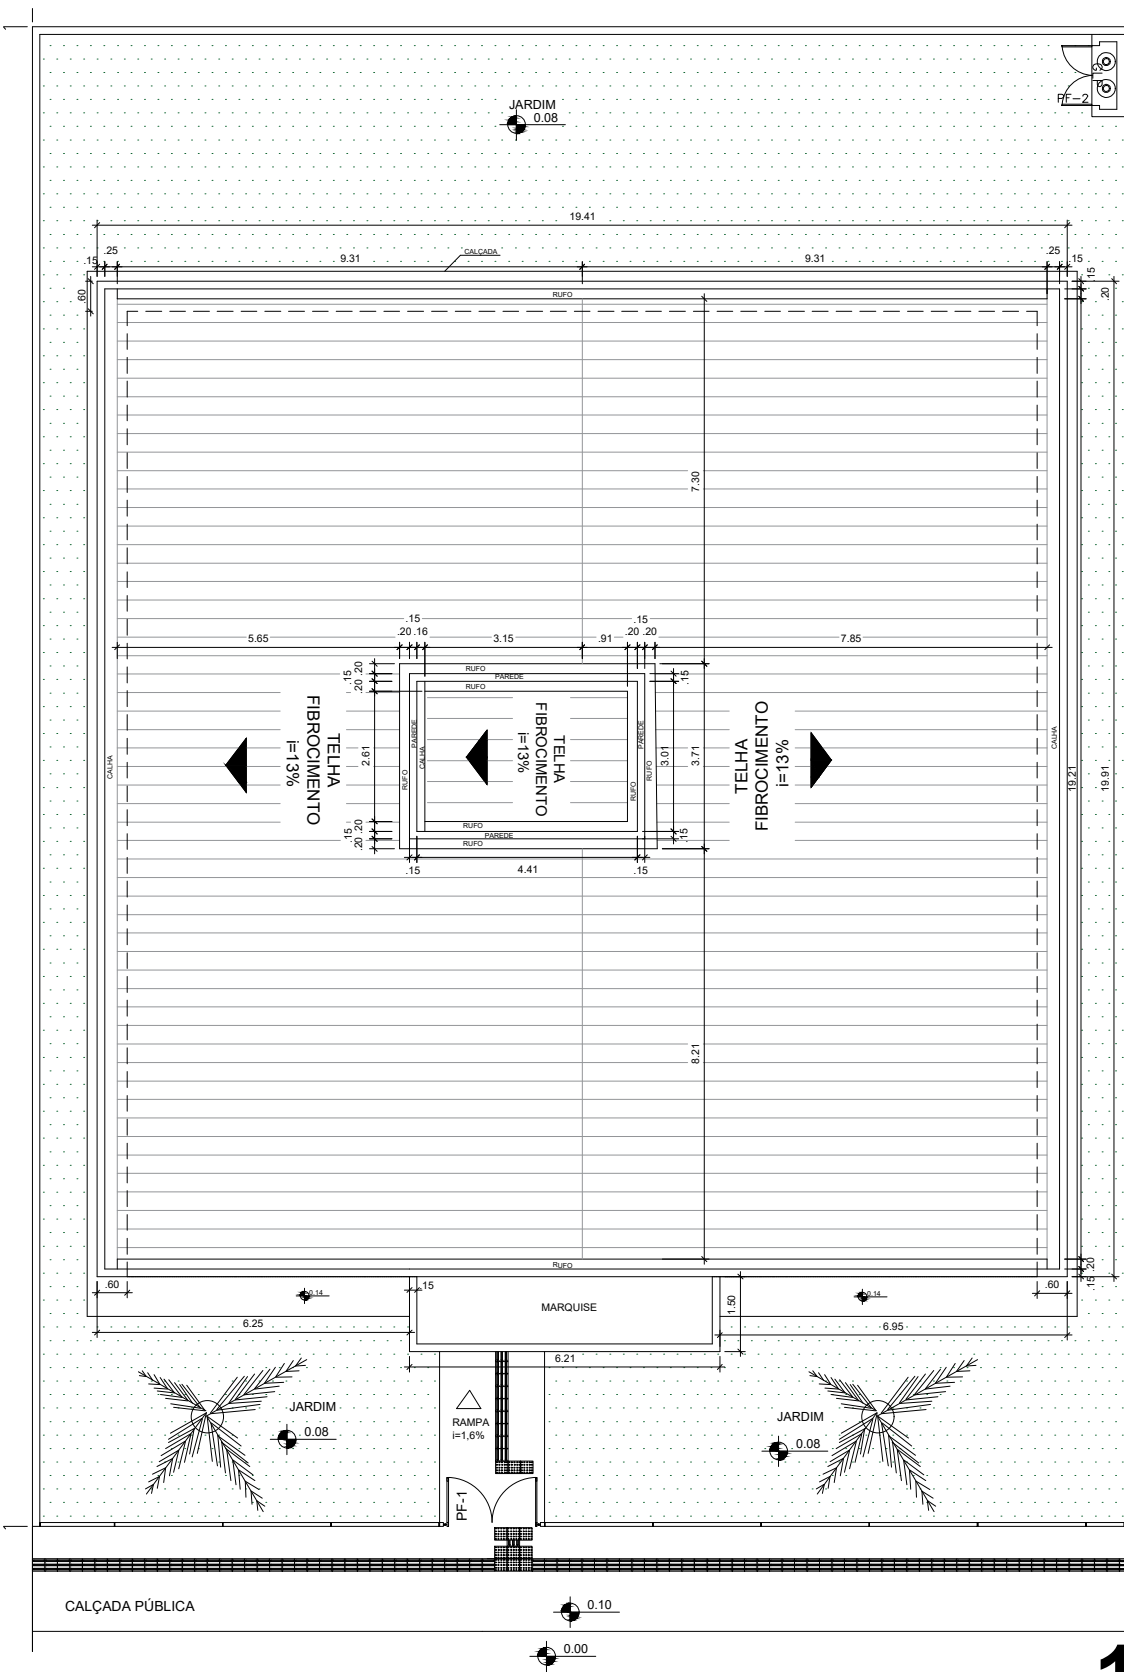 JARDIM
0.08
PF-2
19.41
.15
.25
9.31
CALÇADA
9.31
.25
.15
.60
.15
.20
RUFO
7.30
.15
.15
5.65
.20
.16
3.15
.91
.20
.20
7.85
.20
.15
.20
RUFO
PAREDE
RUFO
.15
TELHA
FIBROCIMENTO
i=13%
2.61
RUFO
PAREDE
CALHA
TELHA
FIBROCIMENTO
i=13%
RUFO
PAREDE
RUFO
3.01
3.71
TELHA
FIBROCIMENTO
i=13%
CALHA
CALHA
19.21
19.91
.20
.15
.20
RUFO
PAREDE
RUFO
.15
.15
4.41
.15
8.21
RUFO
.20
.15
.60
0.14
.15
MARQUISE
1.50
0.14
.60
6.25
6.95
6.21
JARDIM
0.08
RAMPA
i=1,6%
JARDIM
0.08
PF-1
CALÇADA PÚBLICA
0.10
0.00